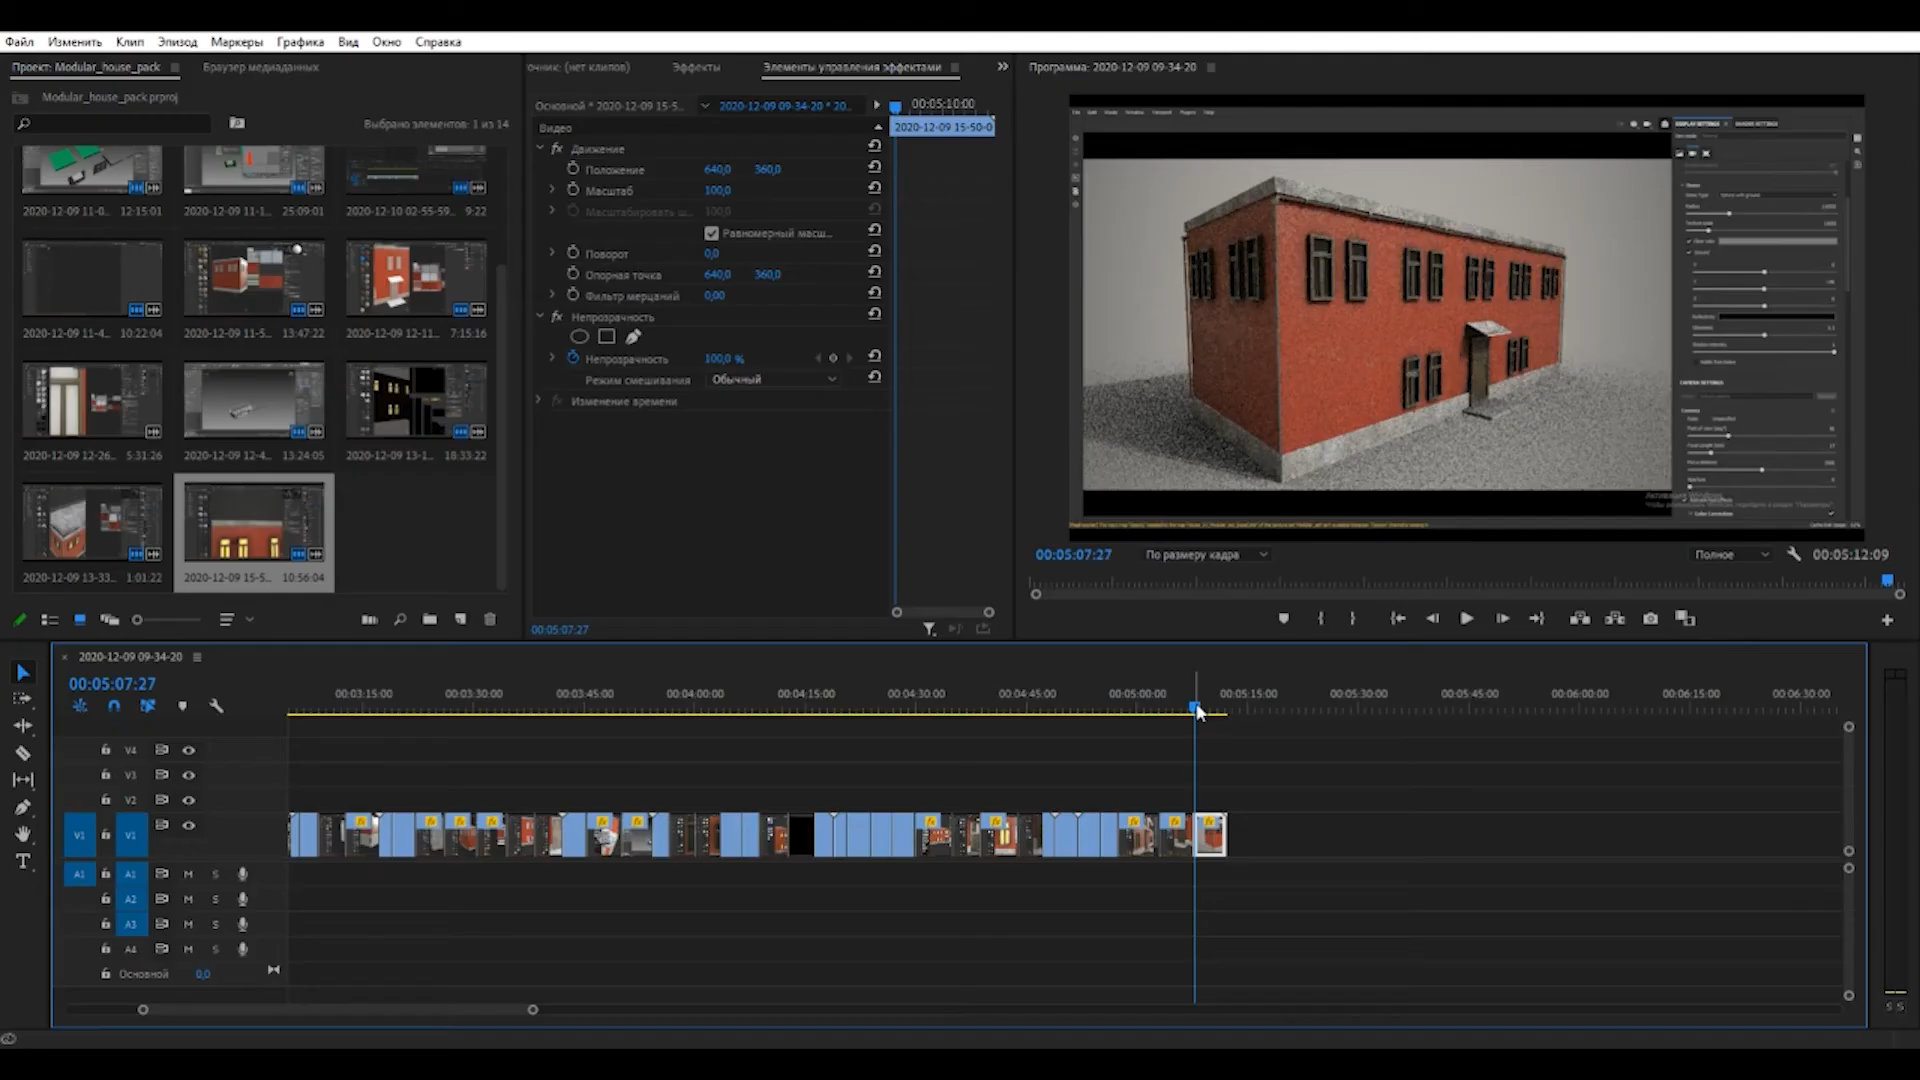 Файл Изменить Клип Эпизод Маркеры Графика Вид Окно Справка
Проект: Modular_house_pack
Браузер медиаданных
Modular_house_pack.prproj
Выбрано элементов: 1 из 14
2020-12-09 11-0... 12:15:01
2020-12-09 11-1... 25:09:01
2020-12-10 02-55-59... 9:22
2020-12-09 11-4... 10:22:04
2020-12-09 11-5... 13:47:22
2020-12-09 12-11... 7:15:16
2020-12-09 12-26... 5:31:26
2020-12-09 12-4... 13:24:05
2020-12-09 13-1... 18:33:22
2020-12-09 13-33... 1:01:22
2020-12-09 15-5... 10:56:04
очник: (нет клипов)
Эффекты
Элементы управления эффектами
Основной * 2020-12-09 15-5...
2020-12-09 09-34-20 * 20...
00:05:10:00
Видео
2020-12-09 15-50-0
fx Движение
Положение 640,0 360,0
Масштаб 100,0
Масштабировать ш... 100,0
Равномерный масш...
Поворот 0,0
Опорная точка 640,0 360,0
Фильтр мерцаний 0,00
fx Непрозрачность
Непрозрачность 100,0 %
Режим смешивания Обычный
fx Изменение времени
00:05:07:27
Программа: 2020-12-09 09-34-20
DISPLAY SETTINGS
SHADER SETTINGS
CAMERA SETTINGS
00:05:07:27
По размеру кадра
Полное
00:05:12:09
2020-12-09 09-34-20
00:05:07:27
00:03:15:00 00:03:30:00 00:03:45:00 00:04:00:00 00:04:15:00 00:04:30:00 00:04:45:00 00:05:00:00 00:05:15:00 00:05:30:00 00:05:45:00 00:06:00:00 00:06:15:00 00:06:30:00
V4
V3
V2
V1 V1
A1 A1 M S
A2 M S
A3 M S
A4 M S
Основной 0,0
S S